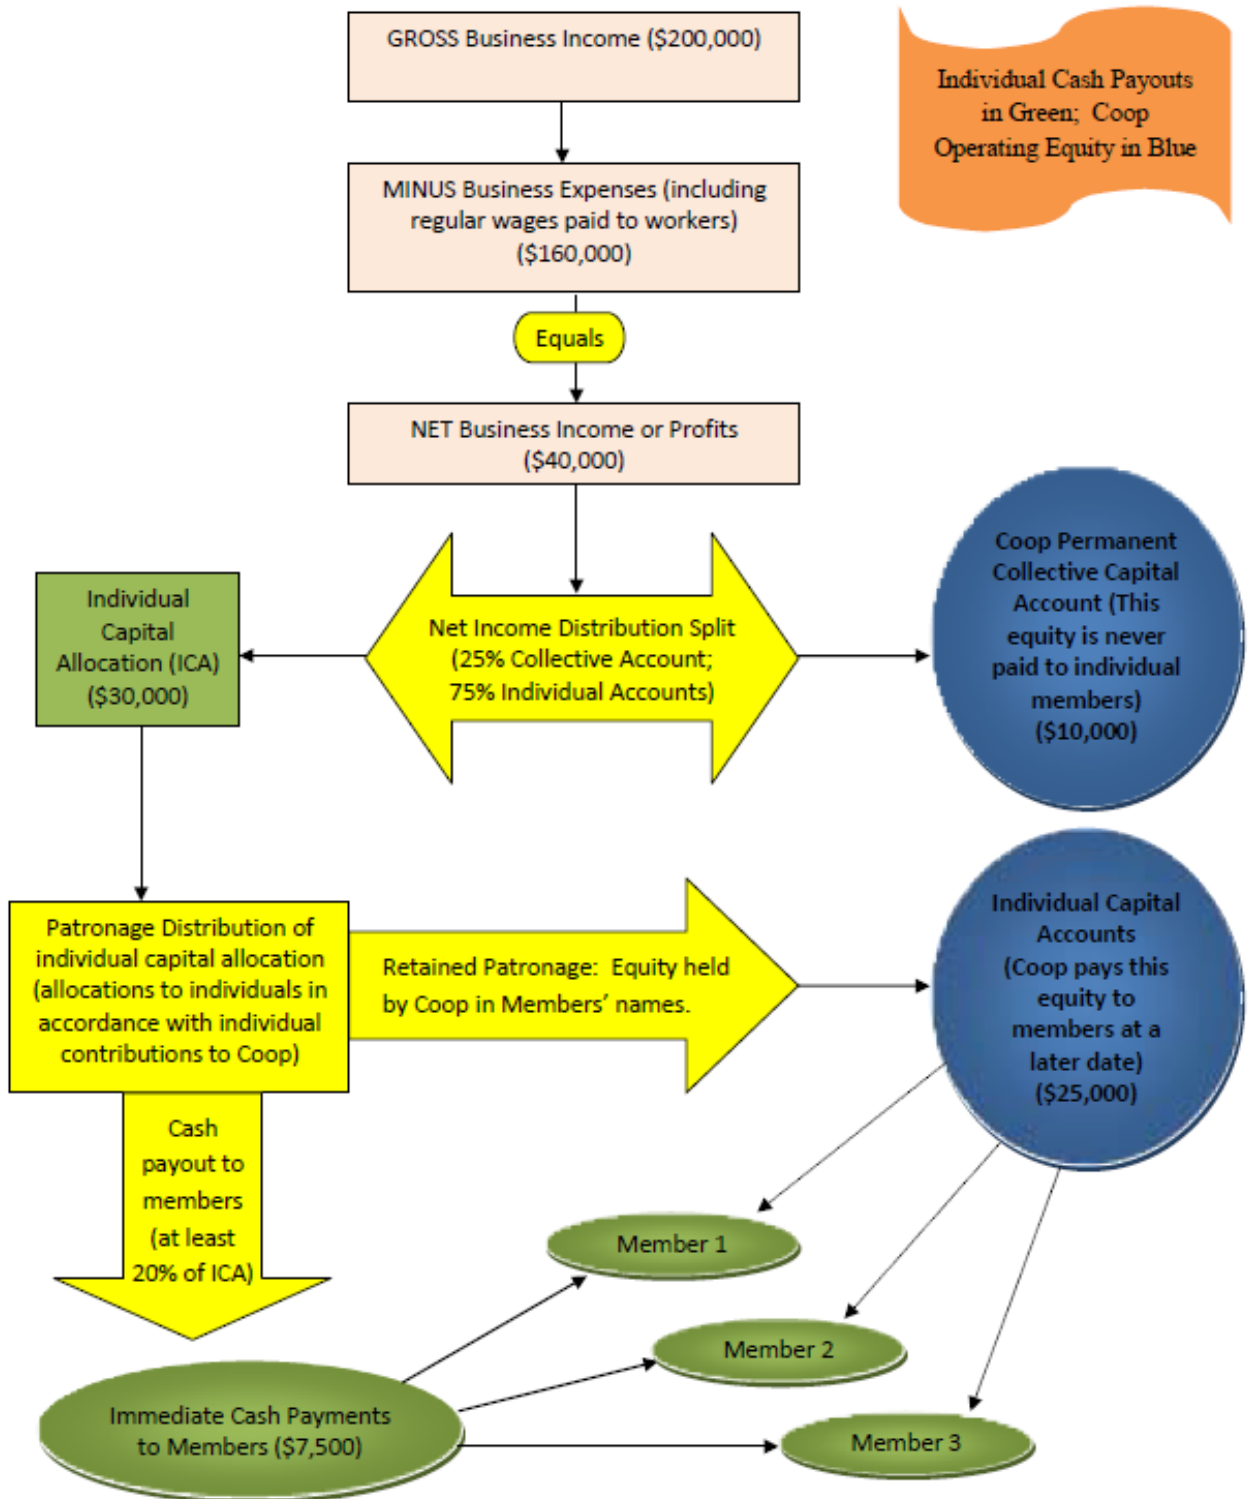 GROSS Business Income ($200,000)
Individual Cash Payouts
in Green; Coop
Operating Equity in Blue
MINUS Business Expenses (including
regular wages paid to workers)
($160,000)
Equals
NET Business Income or Profits
($40,000)
Individual
Capital
Allocation (ICA)
($30,000)
Net Income Distribution Split
(25% Collective Account;
75% Individual Accounts)
Coop Permanent
Collective Capital
Account (This
equity is never
paid to individual
members)
($10,000)
Patronage Distribution of
individual capital allocation
(allocations to individuals in
accordance with individual
contributions to Coop)
Retained Patronage: Equity held
by Coop in Members’ names.
Individual Capital
Accounts
(Coop pays this
equity to
members at a
later date)
($25,000)
Cash
payout to
members
(at least
20% of ICA)
Member 1
Member 2
Immediate Cash Payments
to Members ($7,500)
Member 3